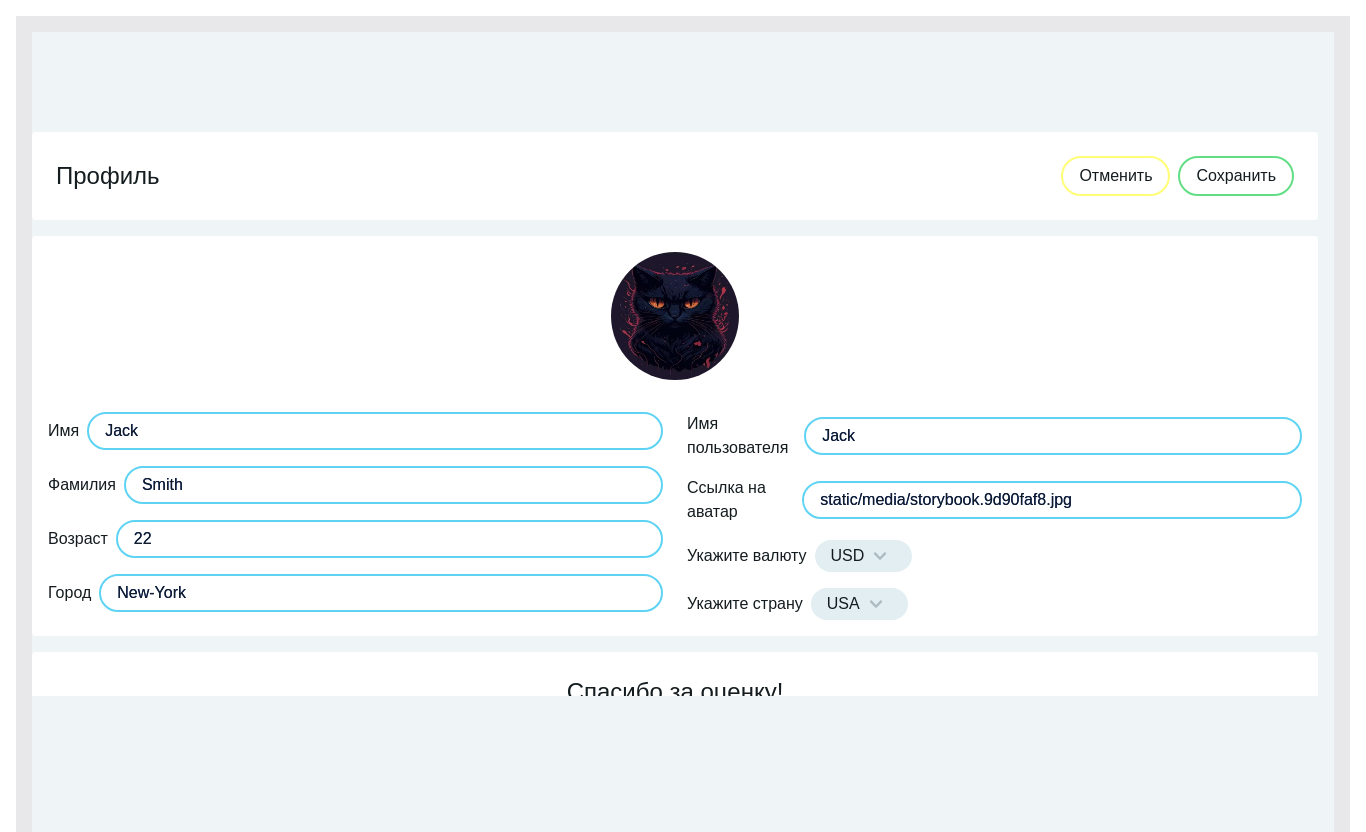 Профиль
Отменить
Сохранить
Имя
Jack
Фамилия
Smith
Возраст
22
Город
New-York
Имя
пользователя
Jack
Ссылка на
аватар
static/media/storybook.9d90faf8.jpg
Укажите валюту
USD
Укажите страну
USA
Спасибо за оценку!